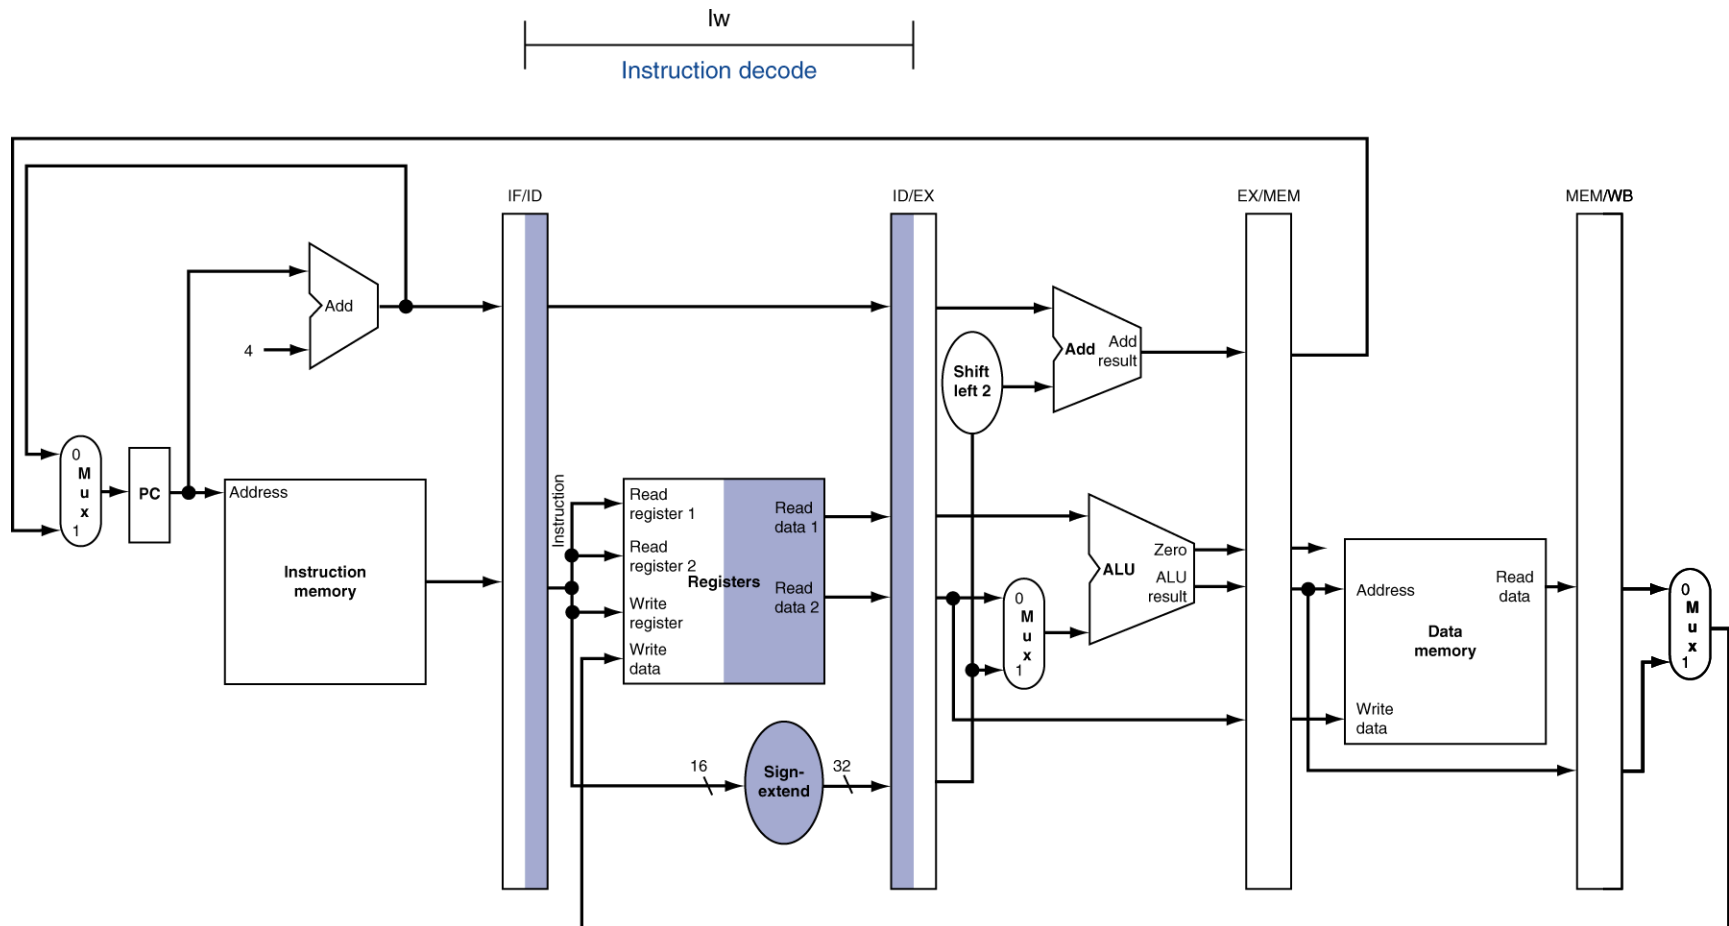 lw
Instruction decode
IF/ID
ID/EX
EX/MEM
MEM/WB
Add
4
Add
Add
result
Shift
left 2
0
M
u
x
1
PC
Address
Instruction
memory
Instruction
Read
register 1
Read
register 2
Write
register
Write
data
Registers
Read
data 1
Read
data 2
16
Sign-
extend
32
0
M
u
x
1
Zero
ALU
ALU
result
Address
Read
data
Data
memory
Write
data
0
M
u
x
1